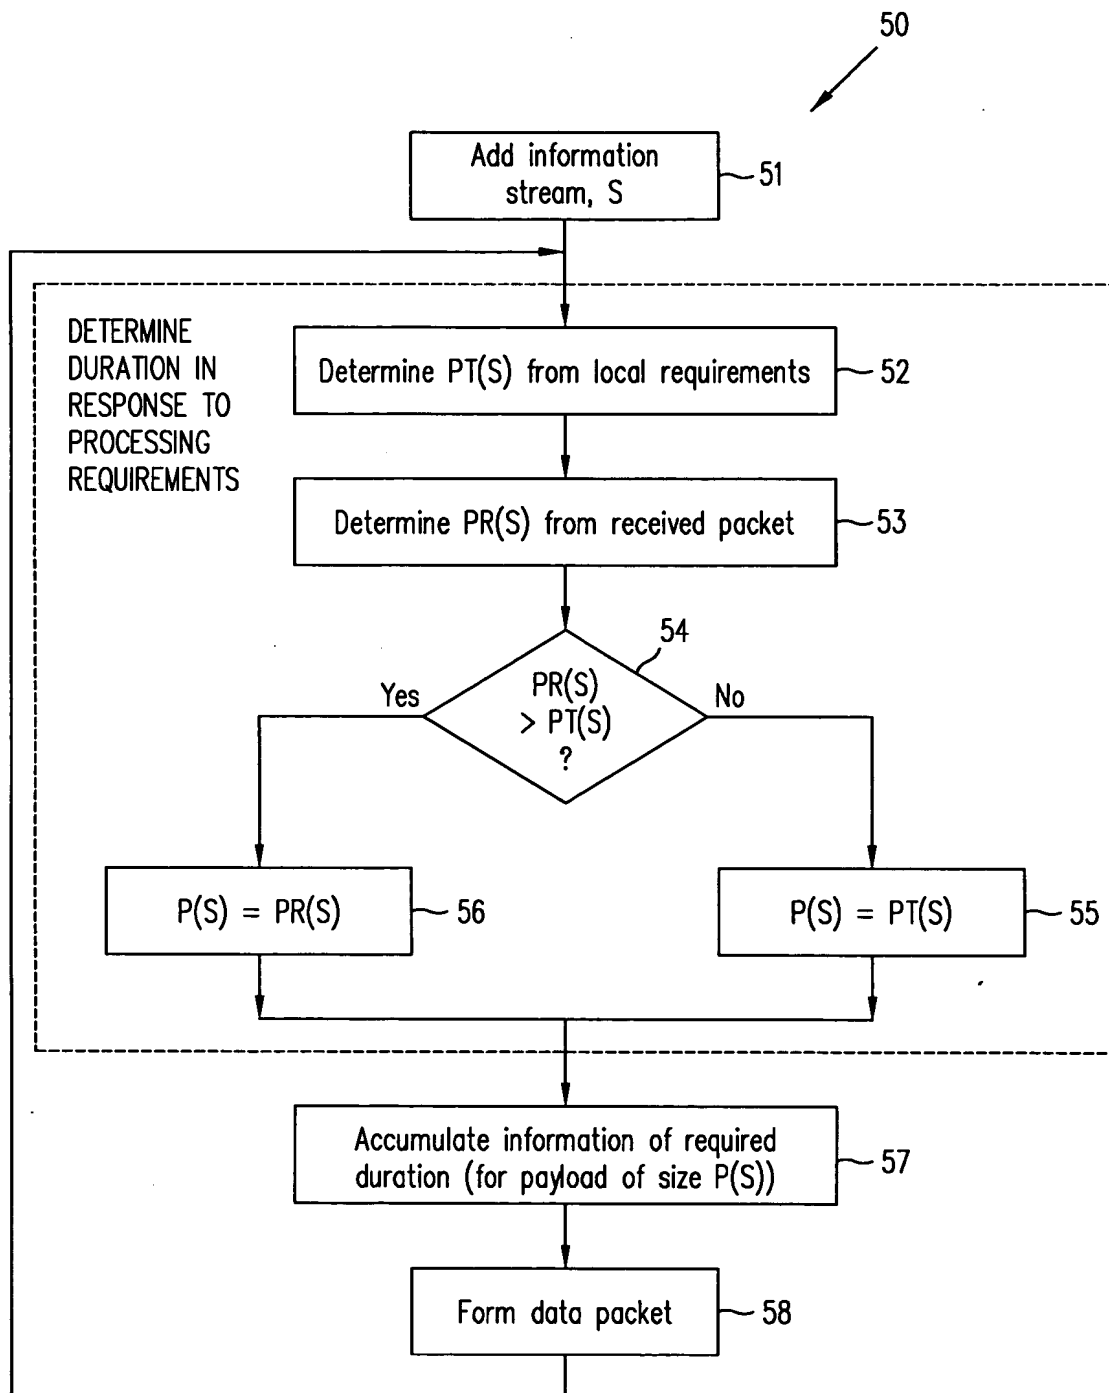 50
Add information
stream, S
51
DETERMINE
DURATION IN
RESPONSE TO
PROCESSING
REQUIREMENTS
Determine PT(S) from local requirements
52
Determine PR(S) from received packet
53
54
Yes
PR(S)
> PT(S)
?
No
P(S) = PR(S)
56
P(S) = PT(S)
55
Accumulate information of required
duration (for payload of size P(S))
57
Form data packet
58